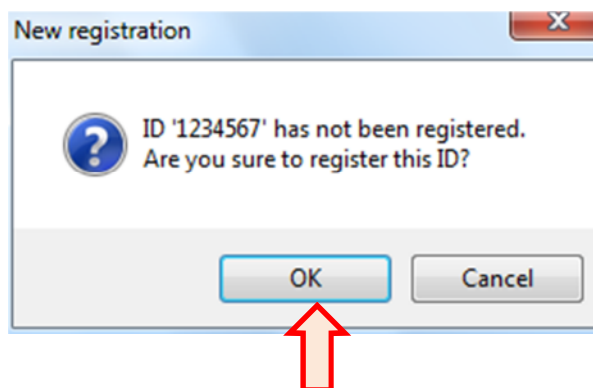 New registration
ID '1234567' has not been registered.
Are you sure to register this ID?
OK
Cancel